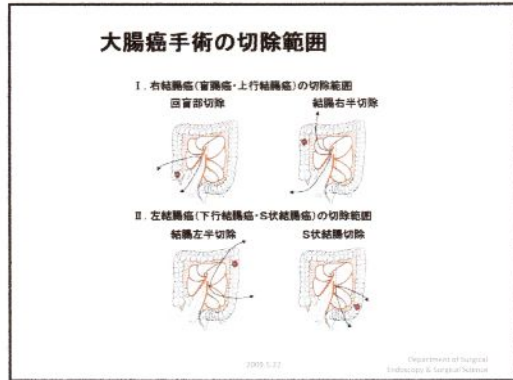 大腸癌手術の切除範囲
Ⅰ. 右結腸癌(盲腸癌・上行結腸癌)の切除範囲
回盲部切除 結腸右半切除
Ⅱ. 左結腸癌(下行結腸癌・S状結腸癌)の切除範囲
結腸左半切除 S状結腸切除
2009.5.22 Department of Surgical
Endoscopy & Surgical Science